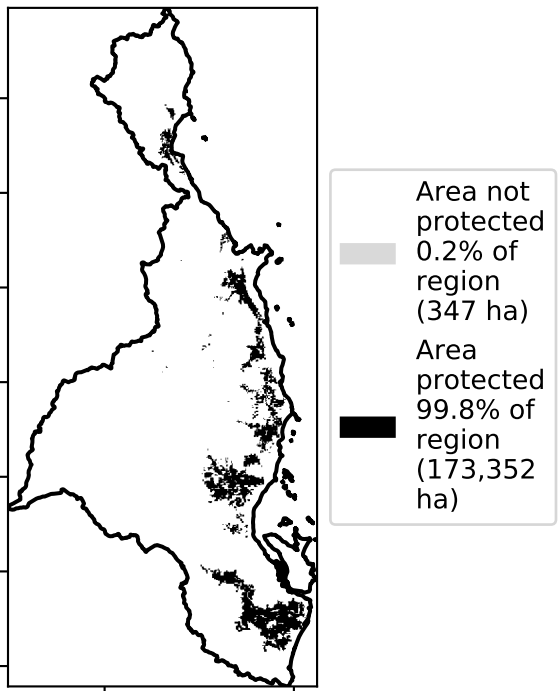 Area not
protected
0.2% of
region
(347 ha)
Area
protected
99.8% of
region
(173,352
ha)